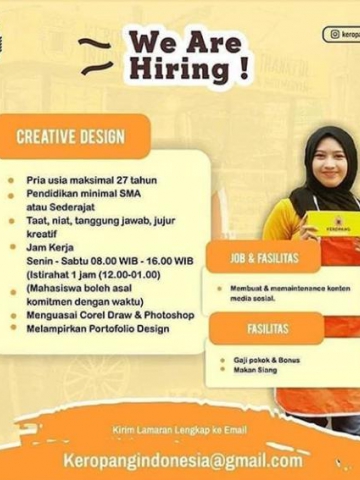 We Are
Hiring !
CREATIVE DESIGN
Pria usia maksimal 27 tahun
Pendidikan minimal SMA
atau Sederajat
Taat, niat, tanggung jawab, jujur
kreatif
Jam Kerja
Senin - Sabtu 08.00 WIB - 16.00 WIB
(Istirahat 1 jam (12.00-01.00)
(Mahasiswa boleh asal
komitmen dengan waktu)
Menguasai Corel Draw & Photoshop
Melampirkan Portofolio Design
JOB & FASILITAS
Membuat & memaintenance konten
media sosial.
FASILITAS
Gaji pokok & Bonus
Makan Siang
Kirim Lamaran Lengkap ke Email
Keropangindonesia@gmail.com